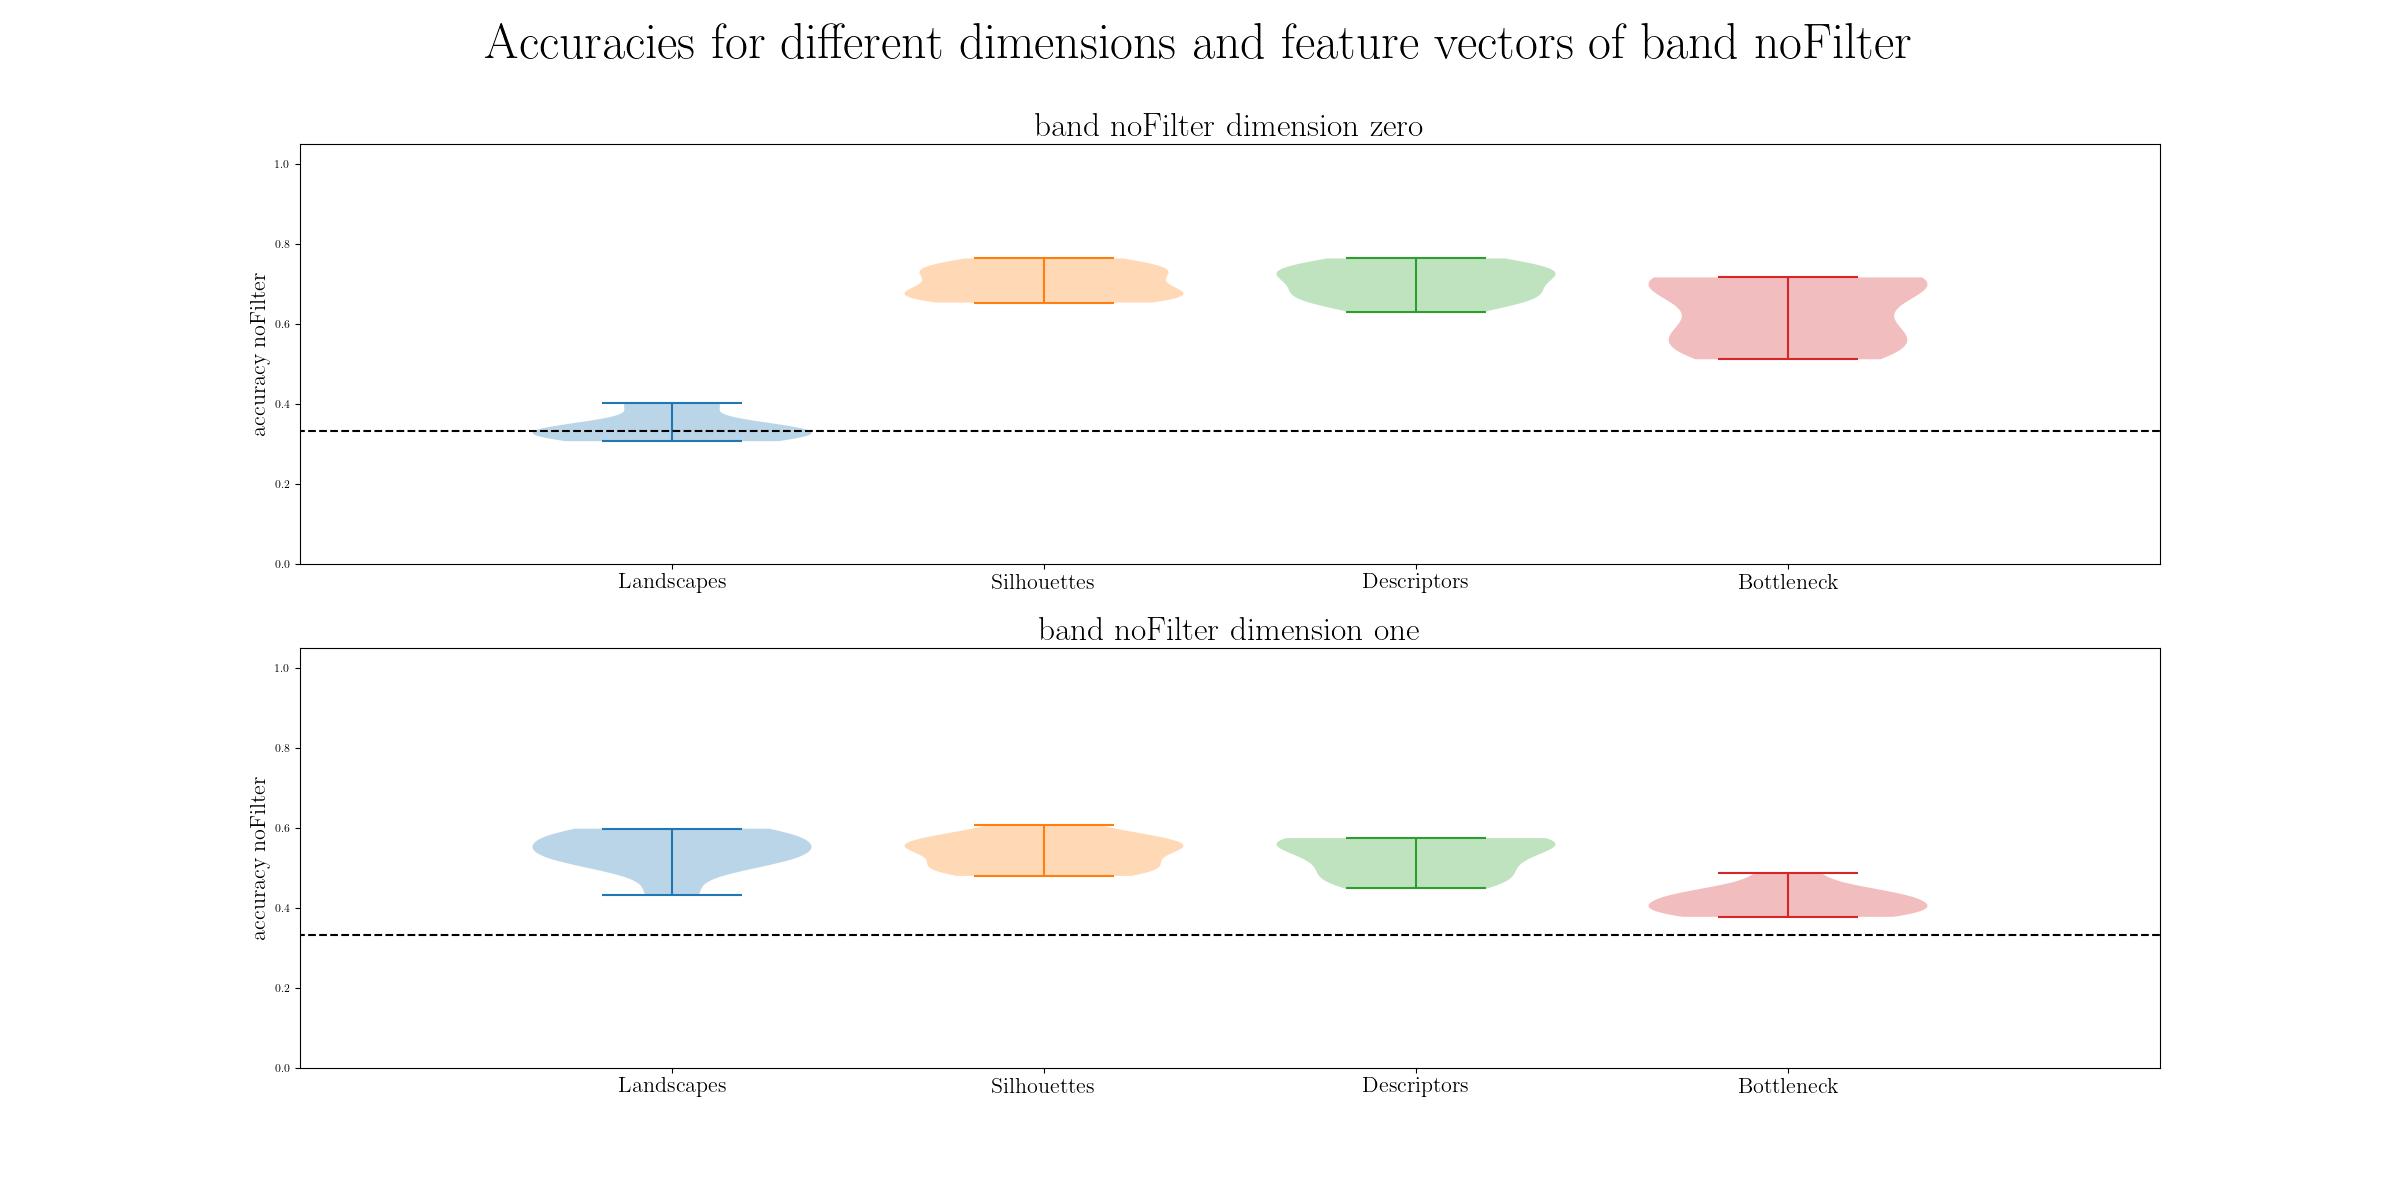 Accuracies for different dimensions and feature vectors of band noFilter
band noFilter dimension zero
accuracy noFilter
1.0
0.8
0.6
0.4
0.2
0.0
Landscapes Silhouettes Descriptors Bottleneck
band noFilter dimension one
accuracy noFilter
1.0
0.8
0.6
0.4
0.2
0.0
Landscapes Silhouettes Descriptors Bottleneck